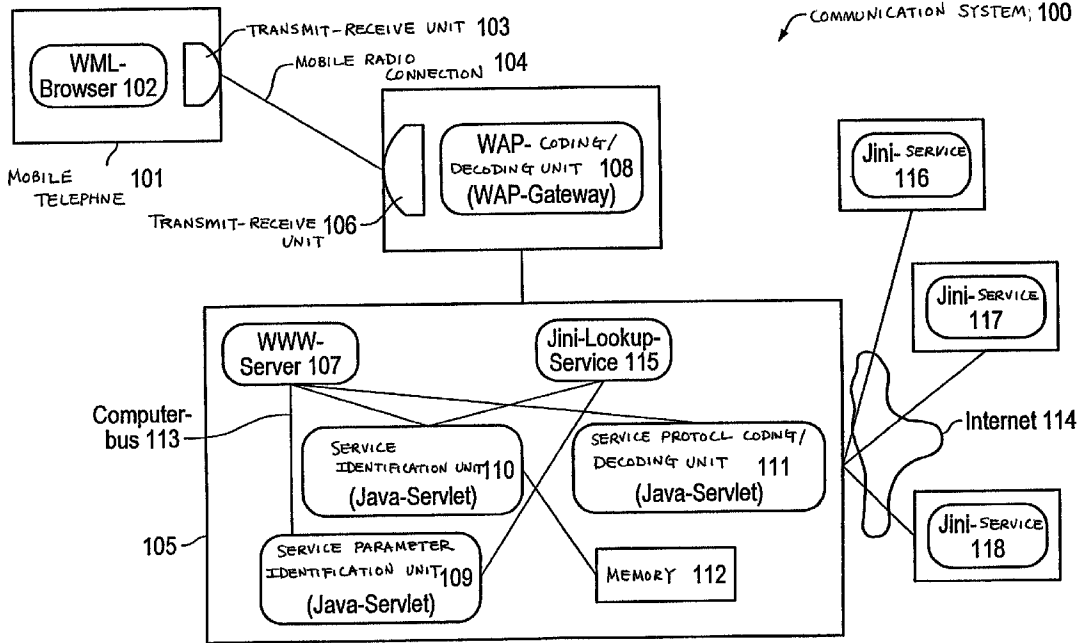 COMMUNICATION SYSTEM; 100
TRANSMIT-RECEIVE UNIT 103
WML-
Browser 102
MOBILE RADIO
CONNECTION 104
MOBILE 101
TELEPHNE
WAP- CODING/
DECODING UNIT 108
(WAP-Gateway)
TRANSMIT-RECEIVE 106
UNIT
Jini-SERVICE
116
Jini-SERVICE
117
WWW-
Server 107
Jini-Lookup-
Service 115
Computer-
bus 113
Internet 114
SERVICE
IDENTIFICATION UNIT 110
(Java-Servlet)
SERVICE PROTOCL CODING/
DECODING UNIT 111
(Java-Servlet)
Jini-SERVICE
118
105
SERVICE PARAMETER
IDENTIFICATION UNIT 109
(Java-Servlet)
MEMORY 112